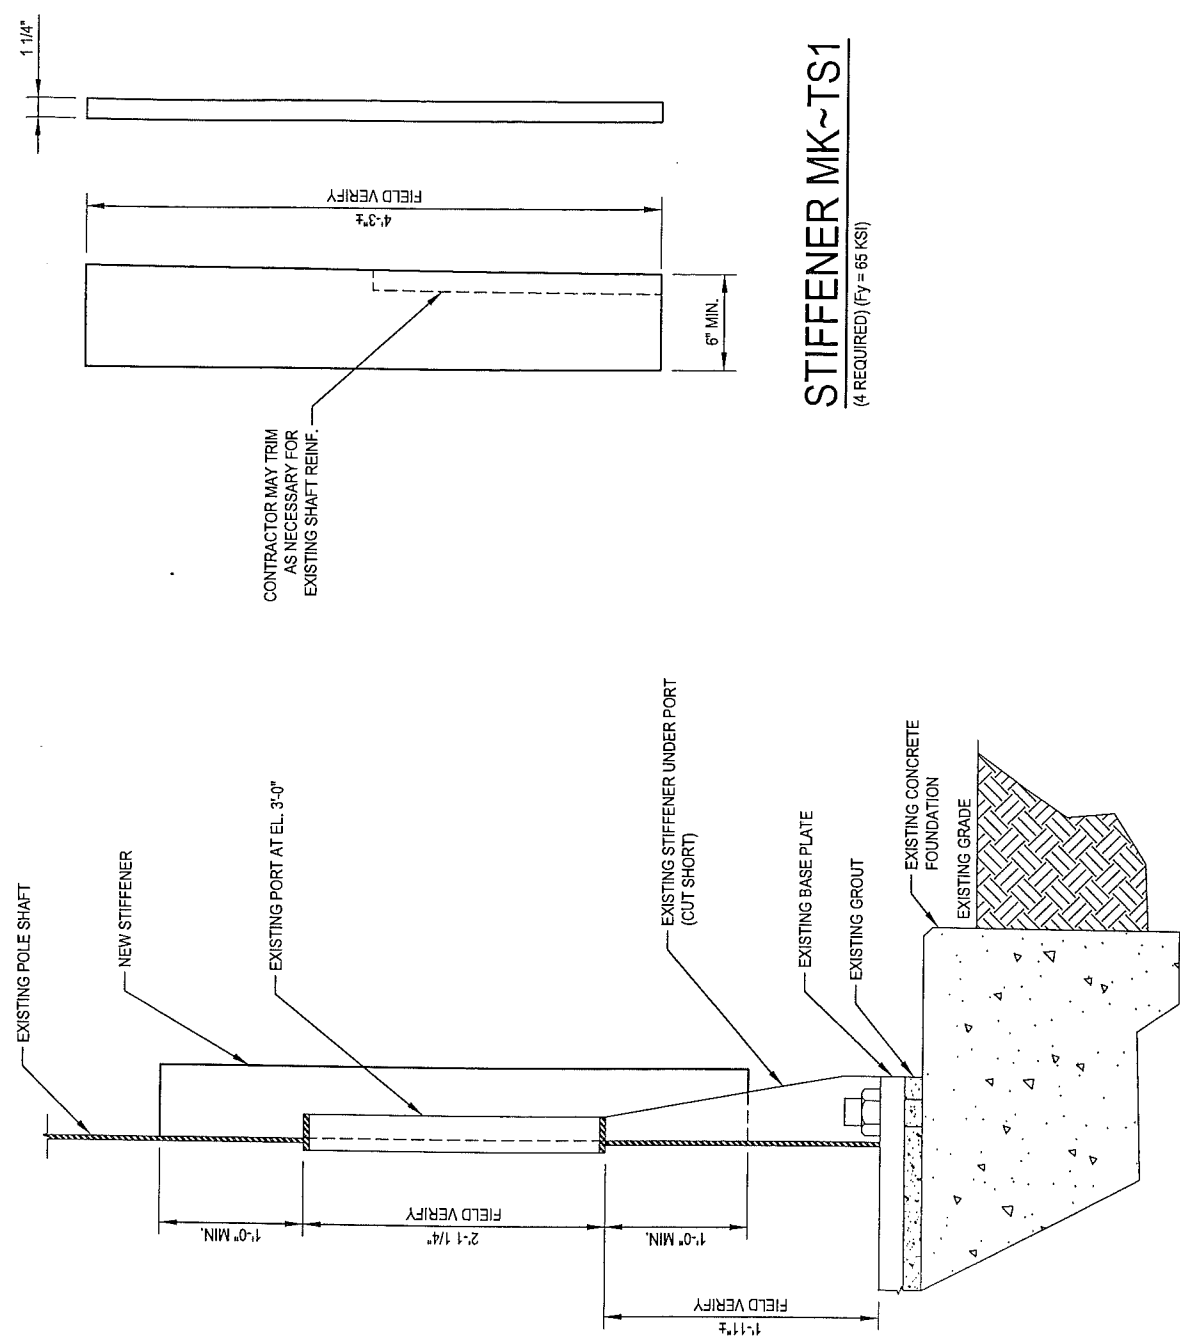 1 1/4"
4'-3"±
FIELD VERIFY
CONTRACTOR MAY TRIM
AS NECESSARY FOR
EXISTING SHAFT REINF.
6" MIN.
STIFFENER MK~TS1
(4 REQUIRED) (Fy = 65 KSI)
EXISTING POLE SHAFT
NEW STIFFENER
EXISTING PORT AT EL. 3'-0"
EXISTING STIFFENER UNDER PORT
(CUT SHORT)
EXISTING BASE PLATE
EXISTING GROUT
EXISTING CONCRETE
FOUNDATION
EXISTING GRADE
1'-0" MIN.
2'-1 1/4"
FIELD VERIFY
1'-0" MIN.
1'-11"±
FIELD VERIFY